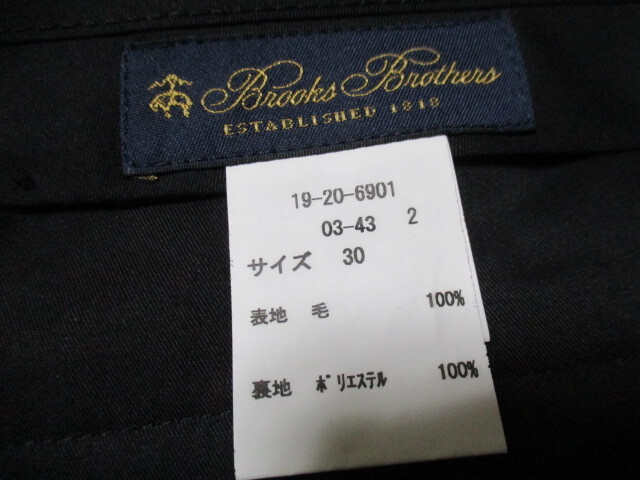 Brooks Brothers
ESTABLISHED 1818
19-20-6901
03-43 2
サイズ 30
表地 毛 100%
裏地 ﾎﾟﾘｴｽﾃﾙ 100%